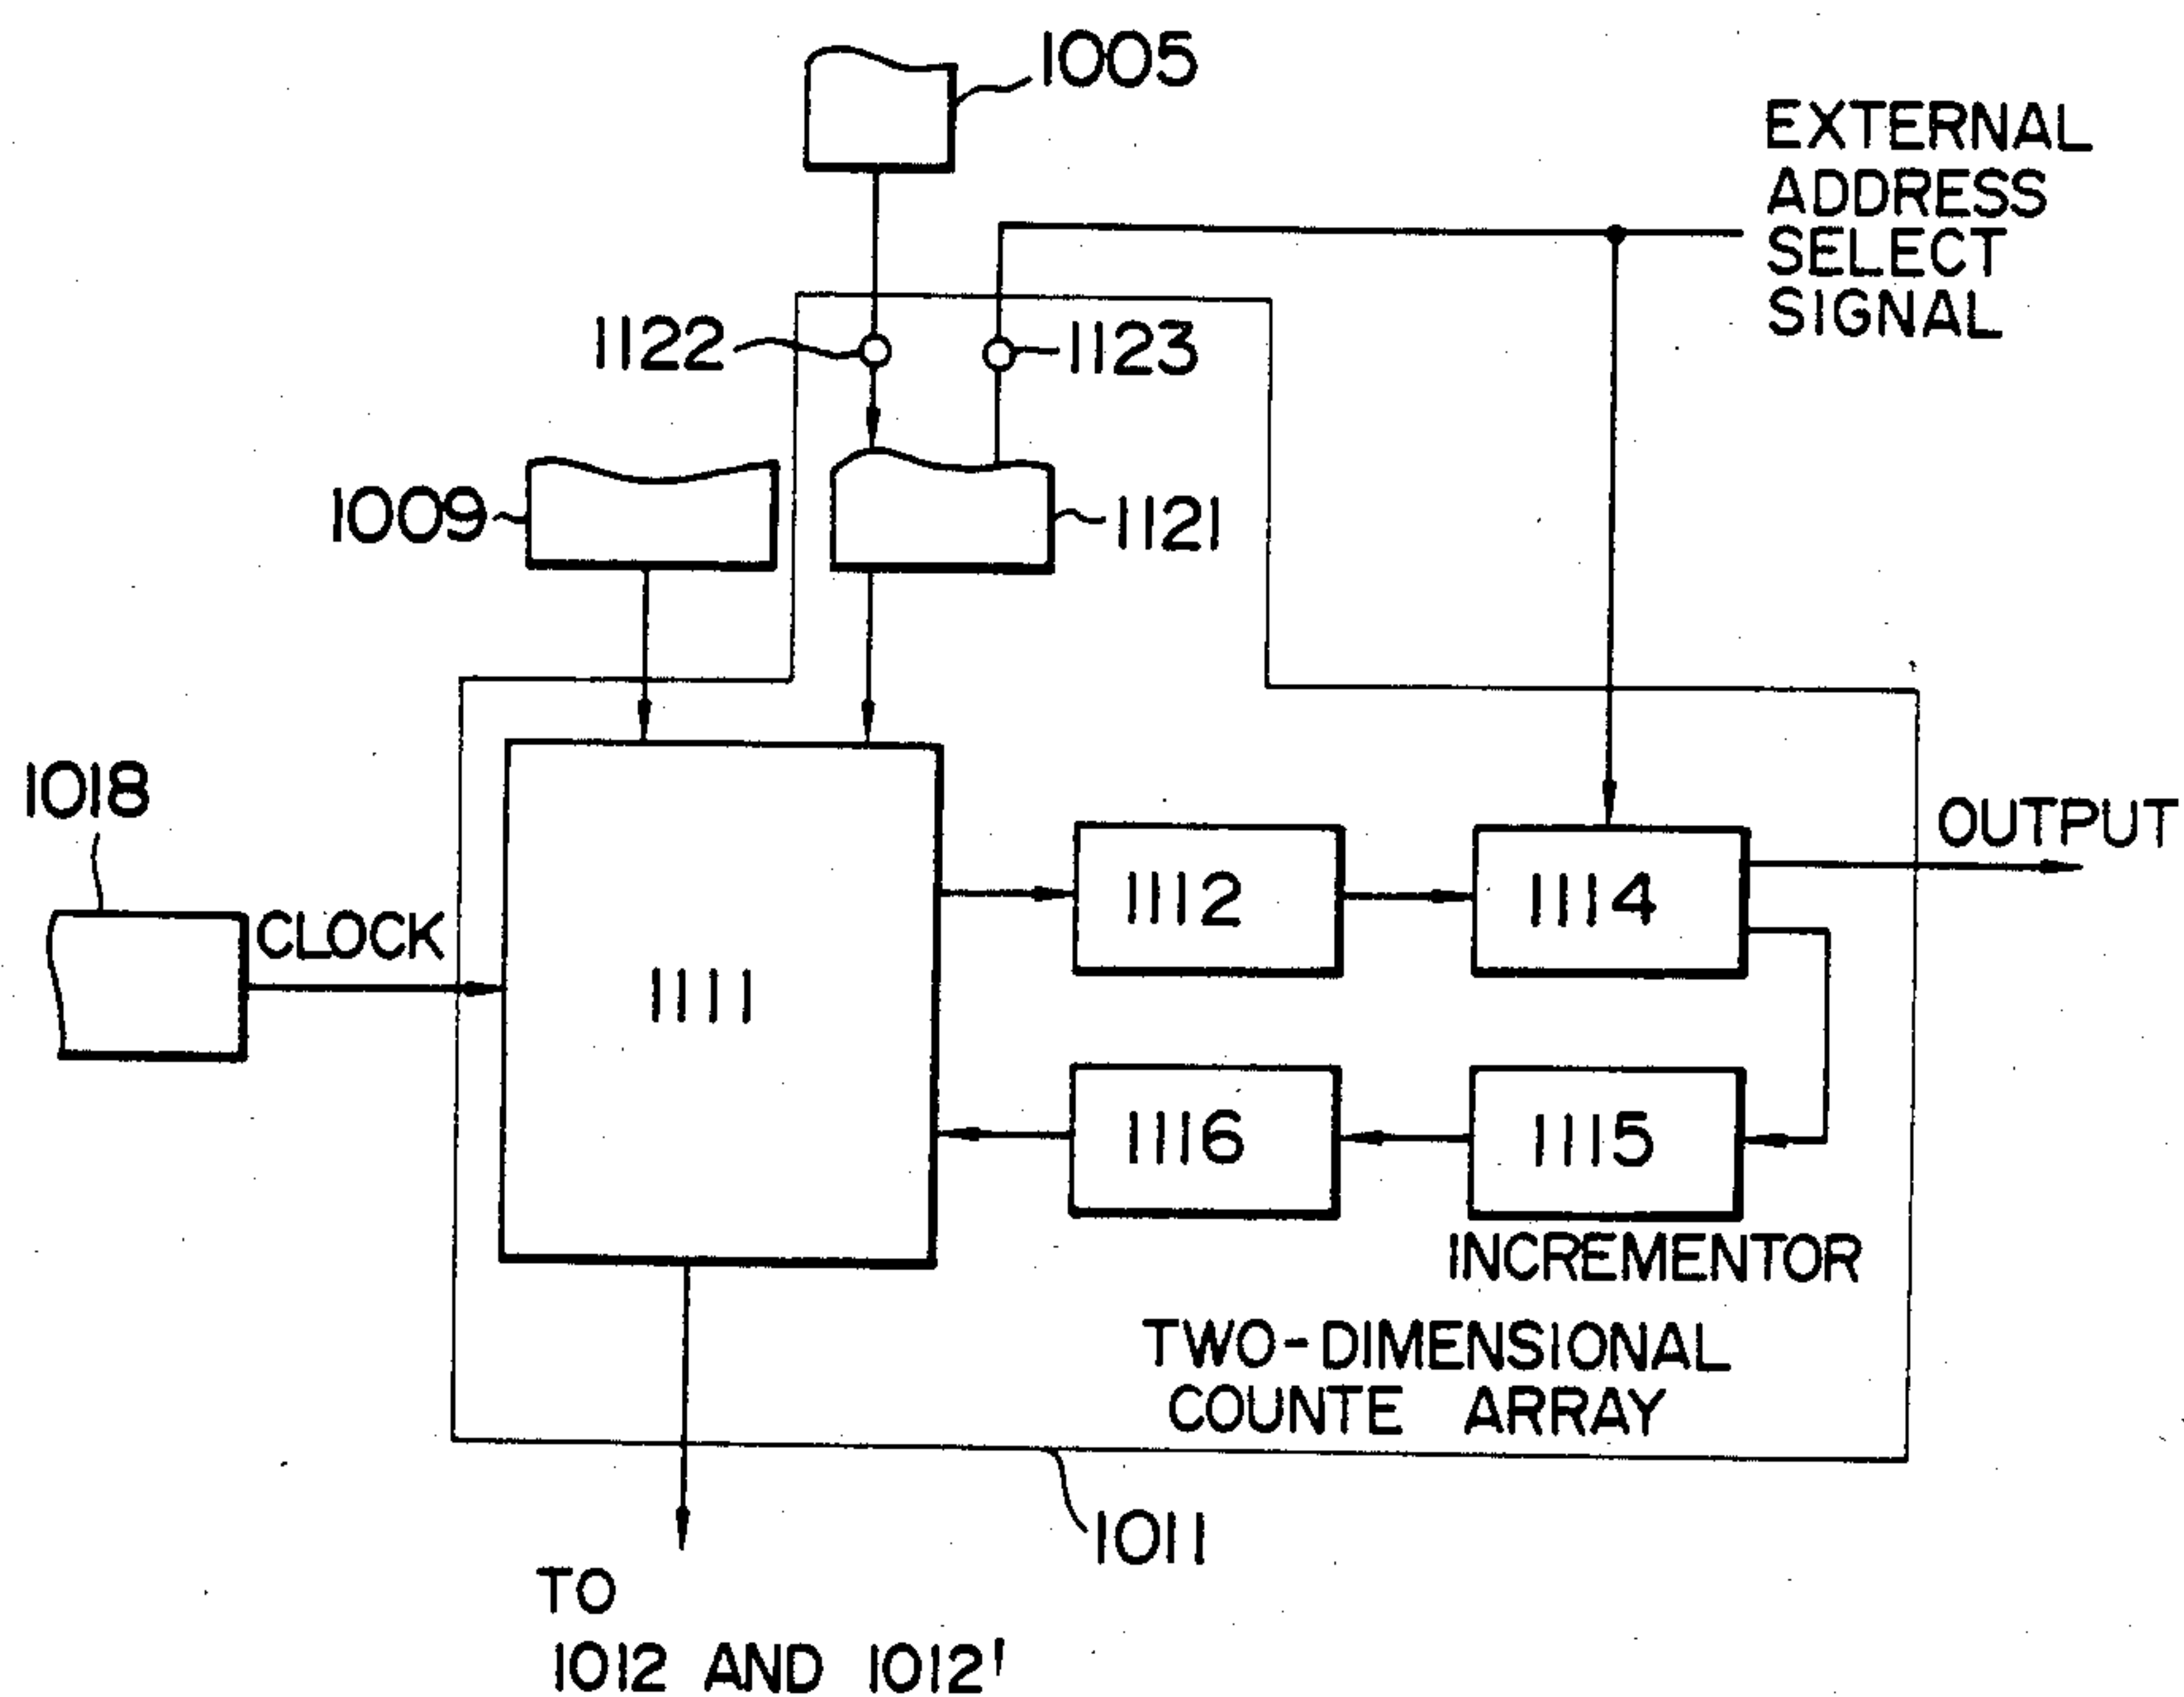 1005
EXTERNAL
ADDRESS
SELECT
SIGNAL
1122
1123
1009
1121
1018
CLOCK
OUTPUT
1112
1114
1111
1116
1115
INCREMENTOR
TWO-DIMENSIONAL
COUNTE ARRAY
1011
TO
1012 AND 1012'